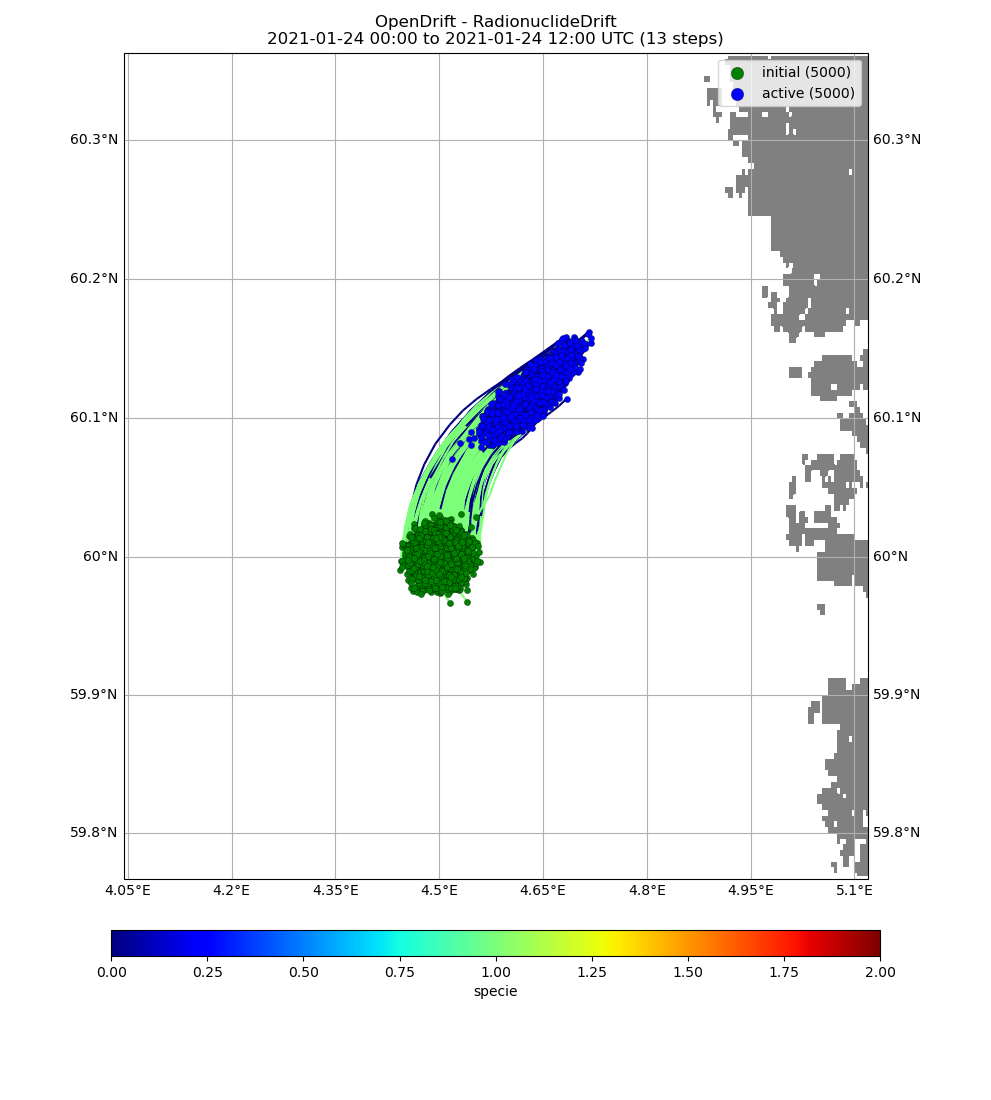 OpenDrift - RadionuclideDrift
2021-01-24 00:00 to 2021-01-24 12:00 UTC (13 steps)
initial (5000)
active (5000)
60.3°N 60.3°N
60.2°N 60.2°N
60.1°N 60.1°N
60°N 60°N
59.9°N 59.9°N
59.8°N 59.8°N
4.05°E 4.2°E 4.35°E 4.5°E 4.65°E 4.8°E 4.95°E 5.1°E
0.00 0.25 0.50 0.75 1.00 1.25 1.50 1.75 2.00
specie